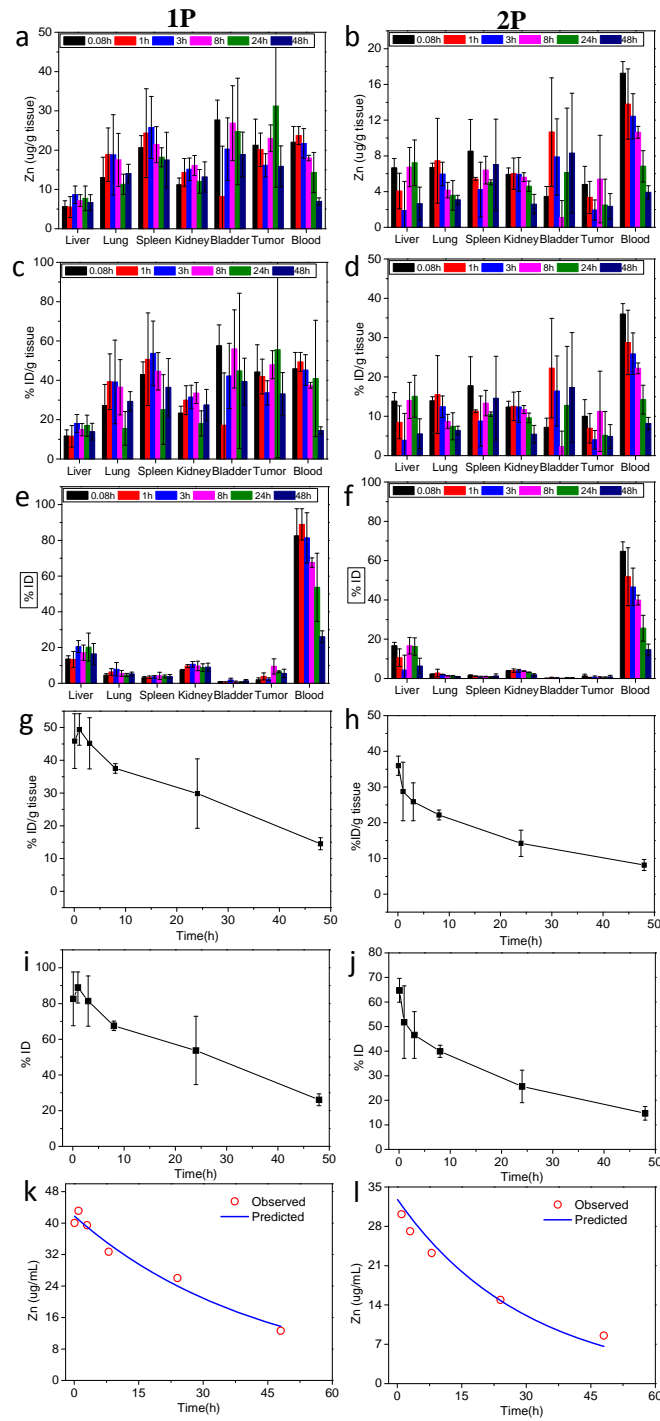 1P
2P
a
Zn (ug/g tissue)
50
40
30
20
10
0
0.08h 1h 3h 8h 24h 48h
Liver Lung Spleen Kidney Bladder Tumor Blood
b
Zn (ug/g tissue)
26
22
18
14
12
8
4
0
0.08h 1h 3h 8h 24h 48h
Liver Lung Spleen Kidney Bladder Tumor Blood
c
% ID/g tissue
100
80
60
40
20
0
0.08h 1h 3h 8h 24h 48h
Liver Lung Spleen Kidney Bladder Tumor Blood
d
% ID/g tissue
50
40
30
20
10
0
0.08h 1h 3h 8h 24h 48h
Liver Lung Spleen Kidney Bladder Tumor Blood
e
% ID
100
80
60
40
20
0
0.08h 1h 3h 8h 24h 48h
Liver Lung Spleen Kidney Bladder Tumor Blood
f
% ID
100
80
60
40
20
0
0.08h 1h 3h 8h 24h 48h
Liver Lung Spleen Kidney Bladder Tumor Blood
g
% ID/g tissue
50
40
30
20
10
0
0 10 20 30 40 50
Time(h)
h
%ID/g tissue
50
40
30
20
10
0
0 10 20 30 40 50
Time(h)
i
% ID
100
80
60
40
20
0
0 10 20 30 40 50
Time(h)
j
% ID
80
70
60
50
40
30
20
10
0
0 10 20 30 40 50
Time(h)
k
Zn (ug/mL)
48
40
32
24
16
8
0
Observed
Predicted
0 15 30 45 60
Time(h)
l
Zn (ug/mL)
35
28
21
14
7
0
Observed
Predicted
0 15 30 45 60
Time(h)